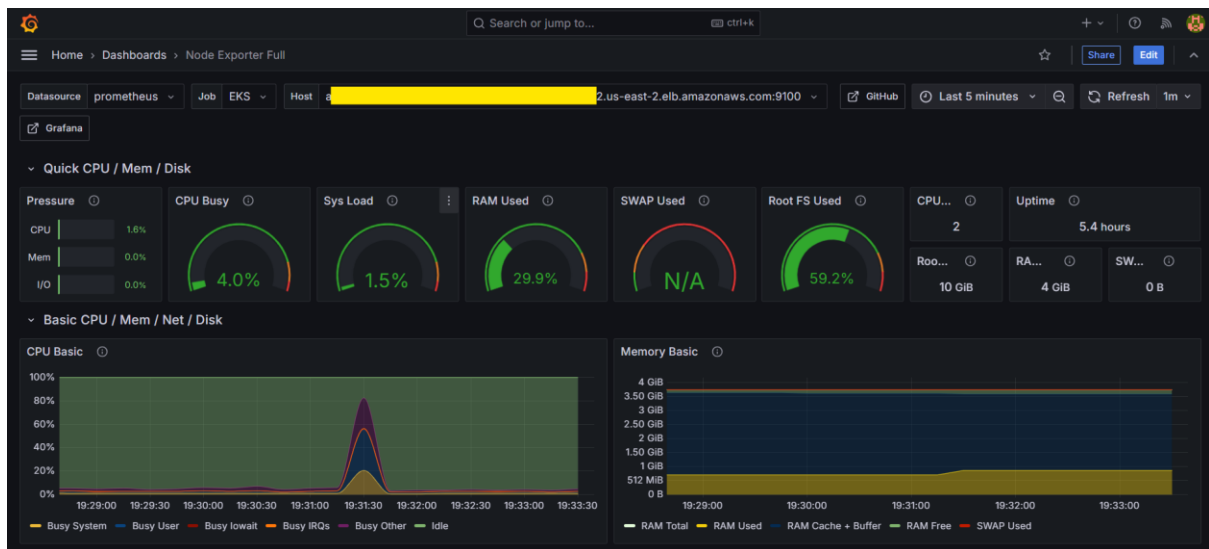 Search or jump to... ctrl+k
Home › Dashboards › Node Exporter Full
Share Edit
Datasource prometheus Job EKS Host a 2.us-east-2.elb.amazonaws.com:9100 GitHub Last 5 minutes Refresh 1m
Grafana
Quick CPU / Mem / Disk
Pressure
CPU 1.6%
Mem 0.0%
I/O 0.0%
CPU Busy
4.0%
Sys Load
1.5%
RAM Used
29.9%
SWAP Used
N/A
Root FS Used
59.2%
CPU...
2
Uptime
5.4 hours
Roo...
10 GiB
RA...
4 GiB
SW...
0 B
Basic CPU / Mem / Net / Disk
CPU Basic
100%
80%
60%
40%
20%
0%
19:29:00 19:29:30 19:30:00 19:30:30 19:31:00 19:31:30 19:32:00 19:32:30 19:33:00 19:33:30
Busy System Busy User Busy Iowait Busy IRQs Busy Other Idle
Memory Basic
4 GiB
3.50 GiB
3 GiB
2.50 GiB
2 GiB
1.50 GiB
1 GiB
512 MiB
0 B
19:29:00 19:30:00 19:31:00 19:32:00 19:33:00
RAM Total RAM Used RAM Cache + Buffer RAM Free SWAP Used